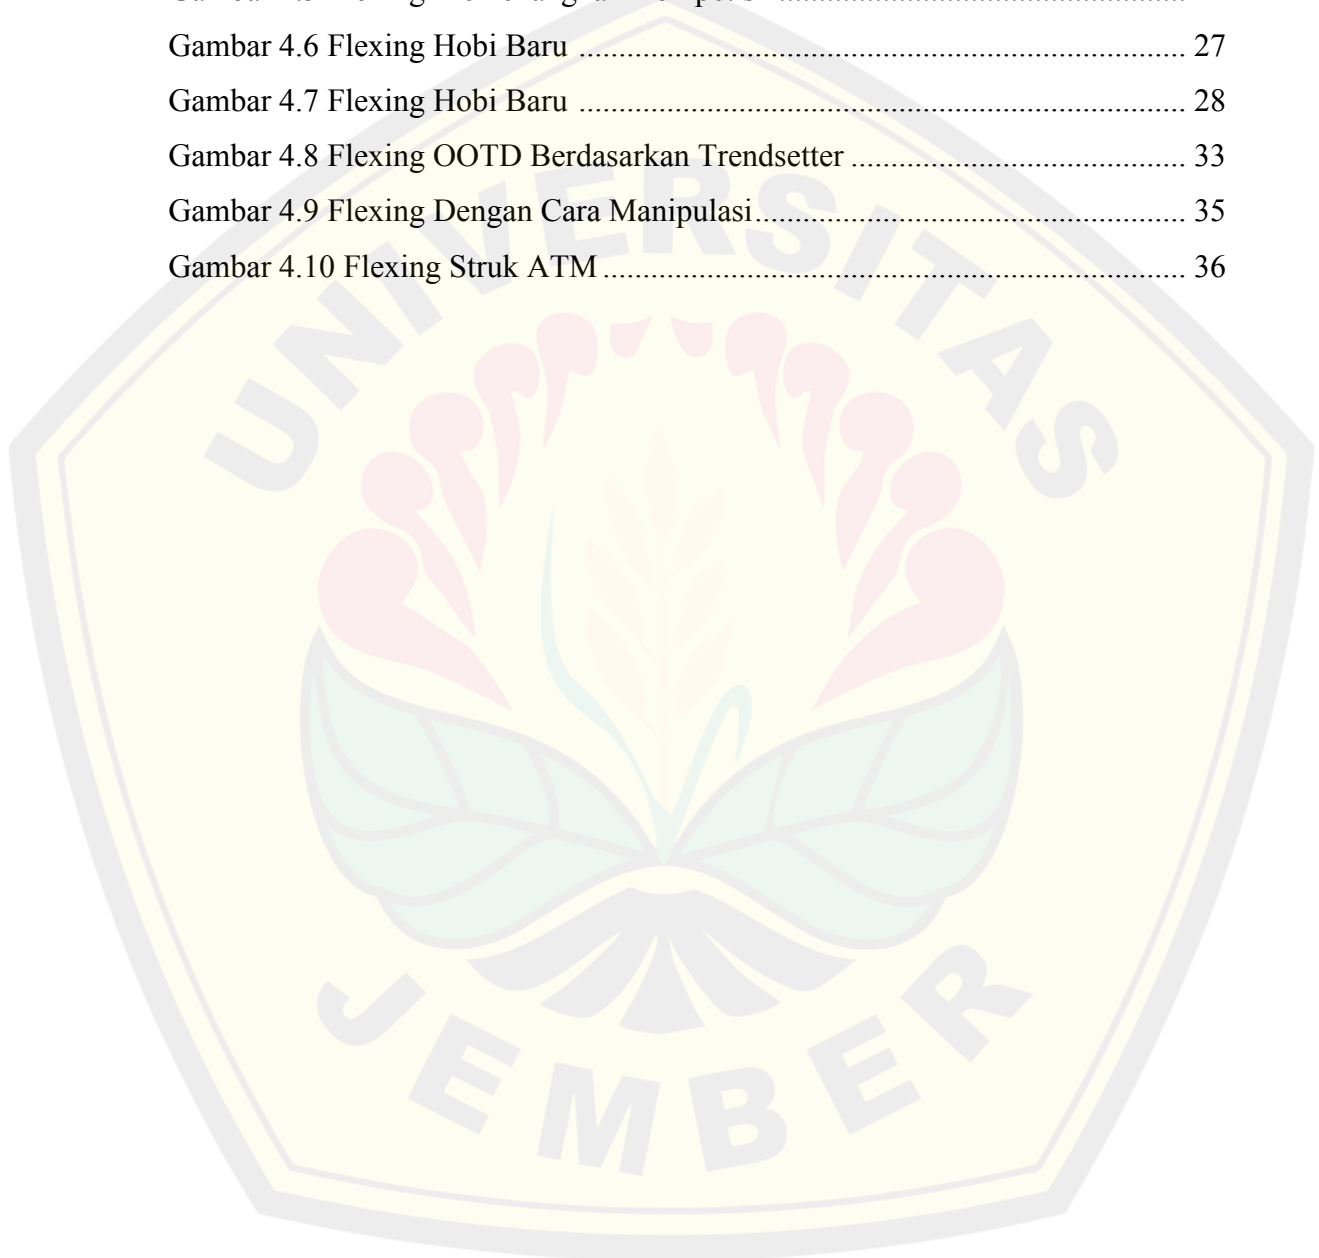 Gambar 4.6 Flexing Hobi Baru ............................................................................ 27
Gambar 4.7 Flexing Hobi Baru ............................................................................ 28
Gambar 4.8 Flexing OOTD Berdasarkan Trendsetter .......................................... 33
Gambar 4.9 Flexing Dengan Cara Manipulasi...................................................... 35
Gambar 4.10 Flexing Struk ATM ......................................................................... 36
UNIVERSITAS
JEMBER